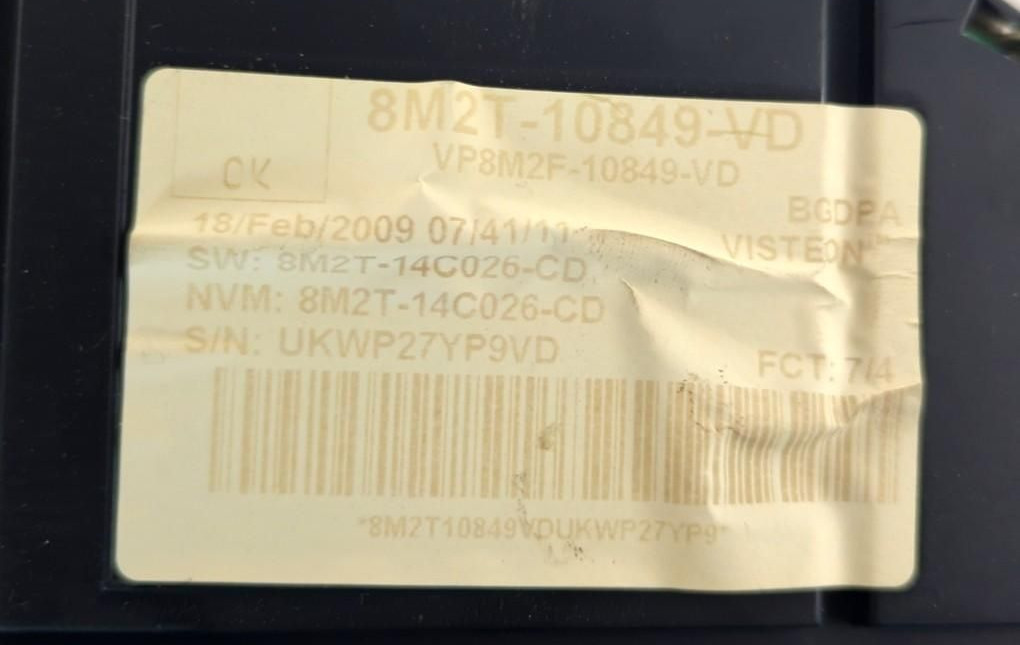 8M2T-10849-VD
VP8M2F-10849-VD
CK
BGDPA
18/Feb/2009 07/41/11
VISTEON
SW: 8M2T-14C026-CD
NVM: 8M2T-14C026-CD
S/N: UKWP27YP9VD
FCT: 7/4
*8M2T10849VDUKWP27YP9*